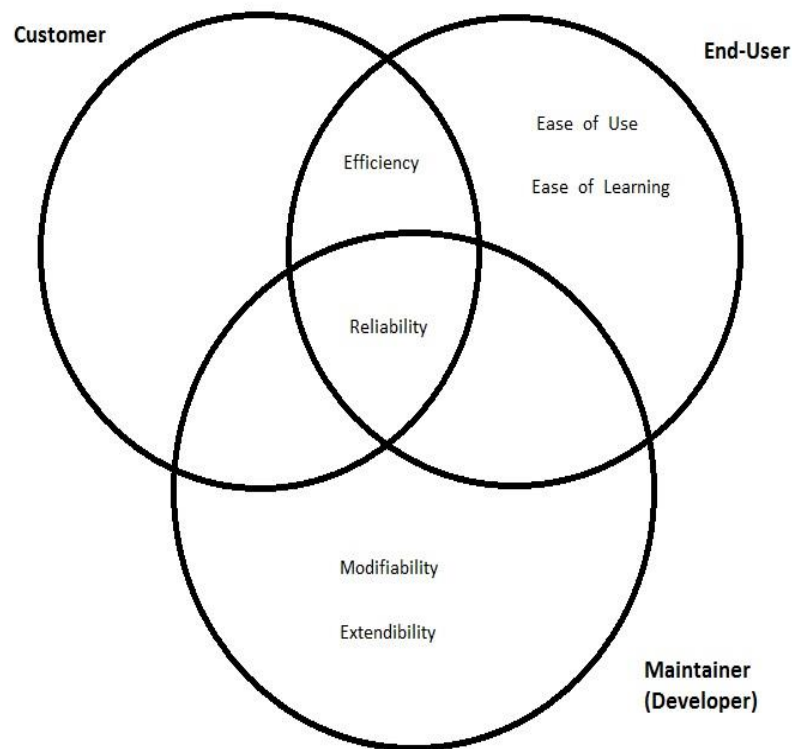 Customer
End-User
Ease of Use
Efficiency
Ease of Learning
Reliability
Modifiability
Extendibility
Maintainer
(Developer)